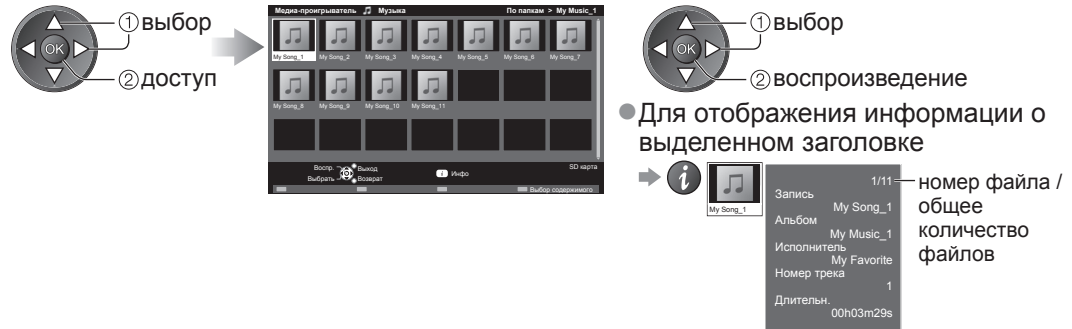 ①выбор
OK
②доступ
Медиа-проигрыватель Музыка По папкам > My Music_1
My Song_1 My Song_2 My Song_3 My Song_4 My Song_5 My Song_6 My Song_7
My Song_8 My Song_9 My Song_10 My Song_11
Воспр. Выход
Выбрать Возврат
i Инфо
SD карта
Выбор содержимого
①выбор
OK
②воспроизведение
●Для отображения информации о
выделенном заголовке
i
My Song_1
1/11
Запись
My Song_1
Альбом
My Music_1
Исполнитель
My Favorite
Номер трека
1
Длительн.
00h03m29s
номер файла /
общее
количество
файлов